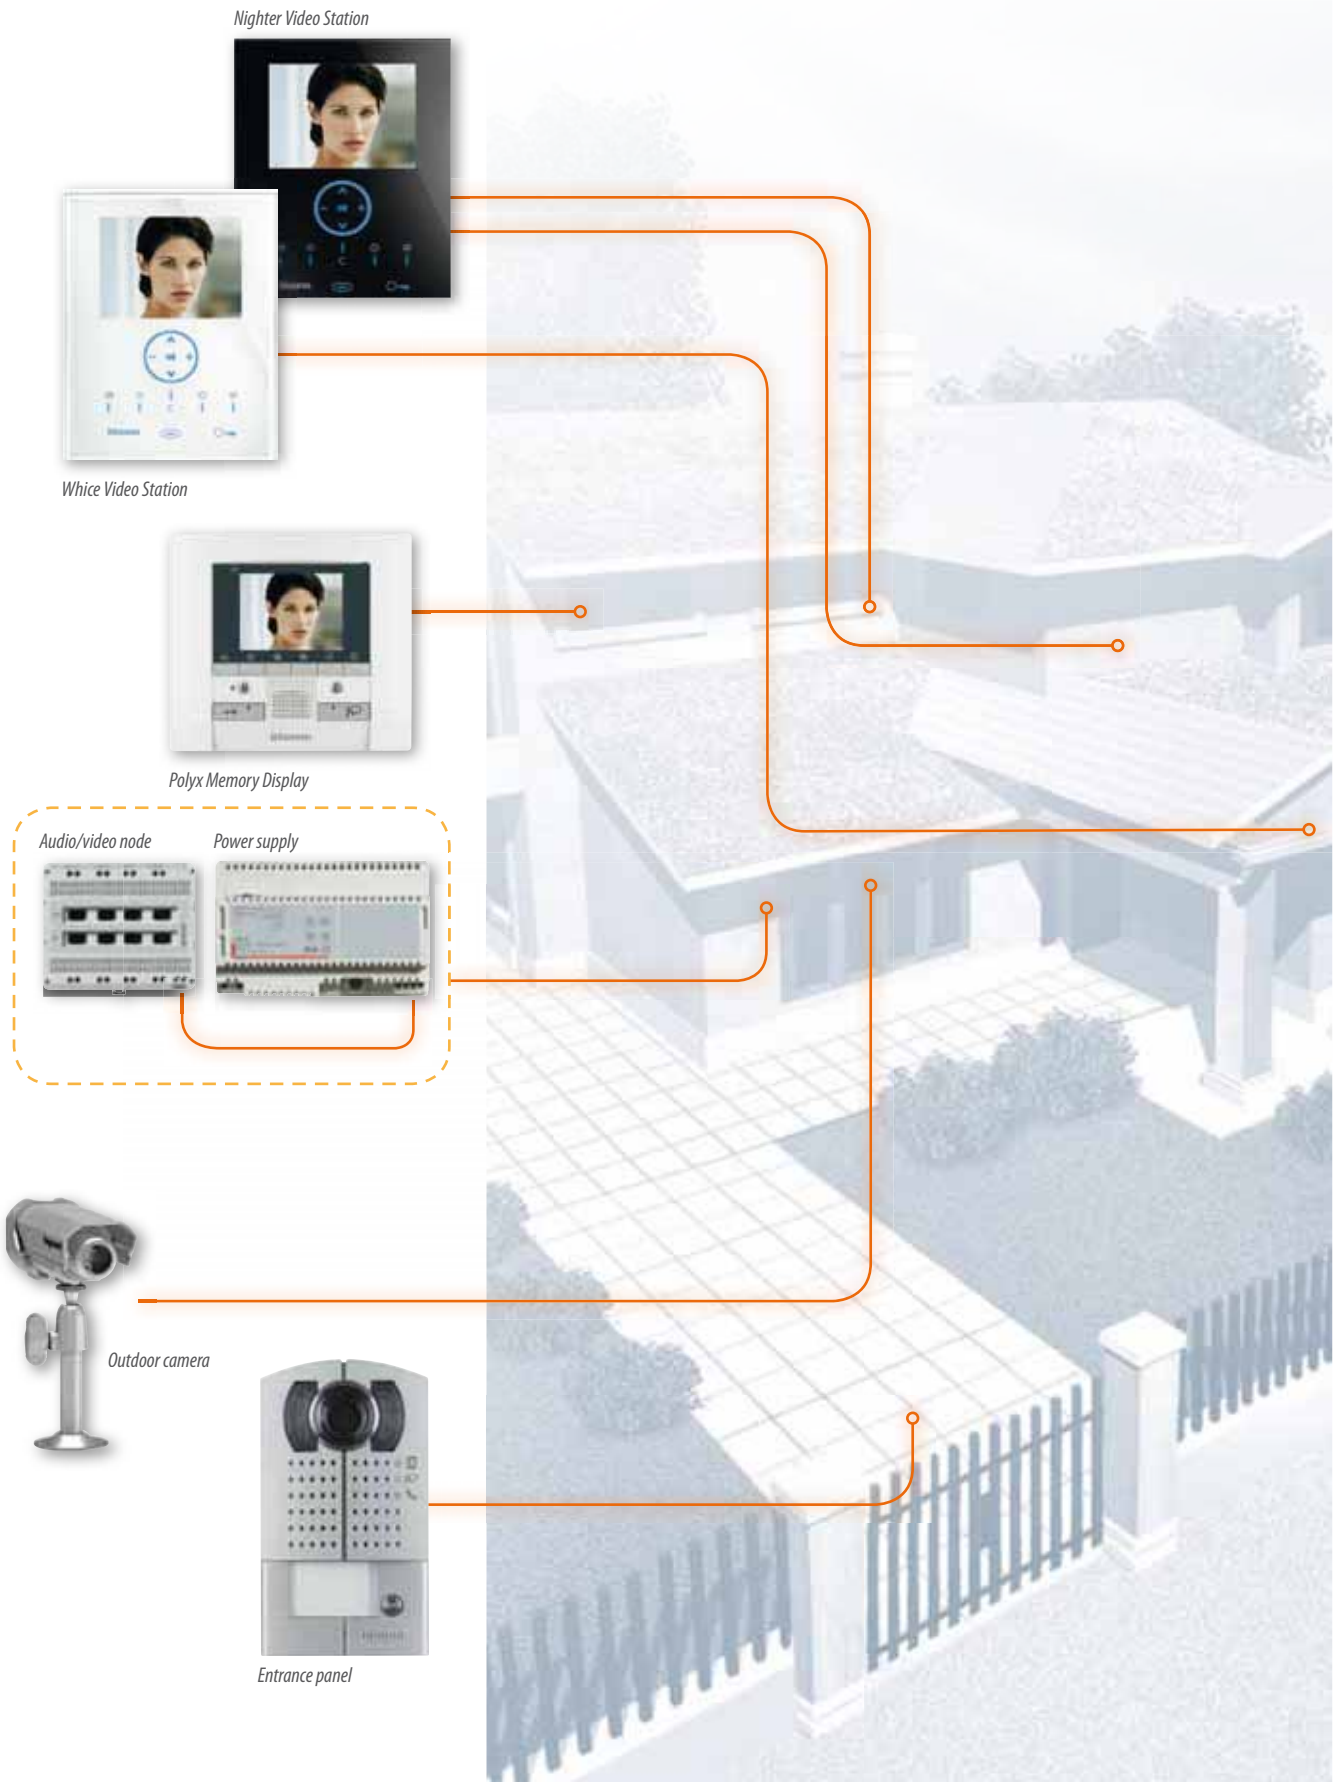 Nighter Video Station
Whice Video Station
Polyx Memory Display
Audio/video node
Power supply
Outdoor camera
Entrance panel